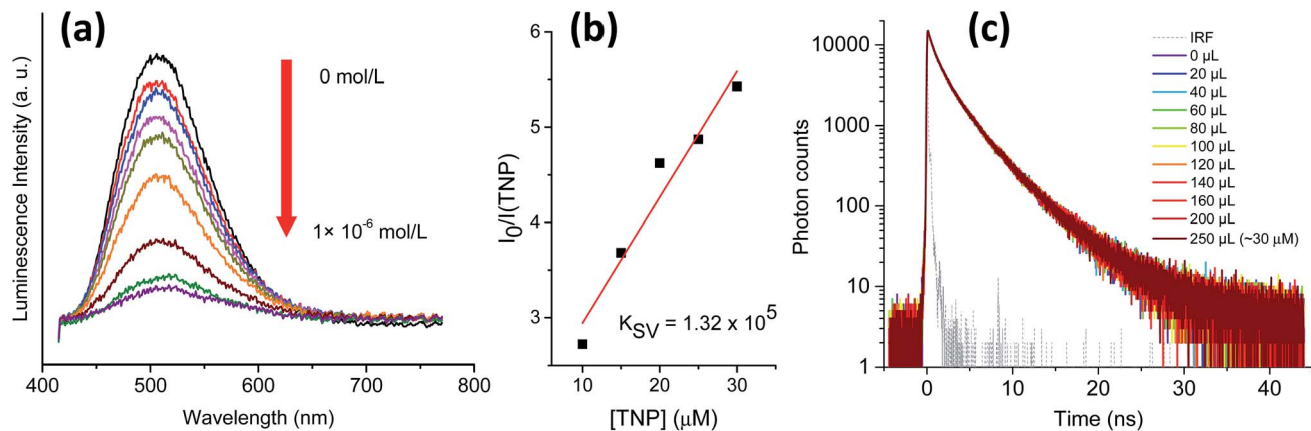 (a)
0 mol/L
1× 10⁻⁶ mol/L
Luminescence Intensity (a. u.)
400
500
600
700
800
Wavelength (nm)
(b)
6
5
4
3
I₀/I(TNP)
K_SV = 1.32 x 10⁵
10
20
30
[TNP] (μM)
(c)
10000
1000
100
10
1
Photon counts
IRF
0 μL
20 μL
40 μL
60 μL
80 μL
100 μL
120 μL
140 μL
160 μL
200 μL
250 μL (~30 μM)
0
10
20
30
40
Time (ns)